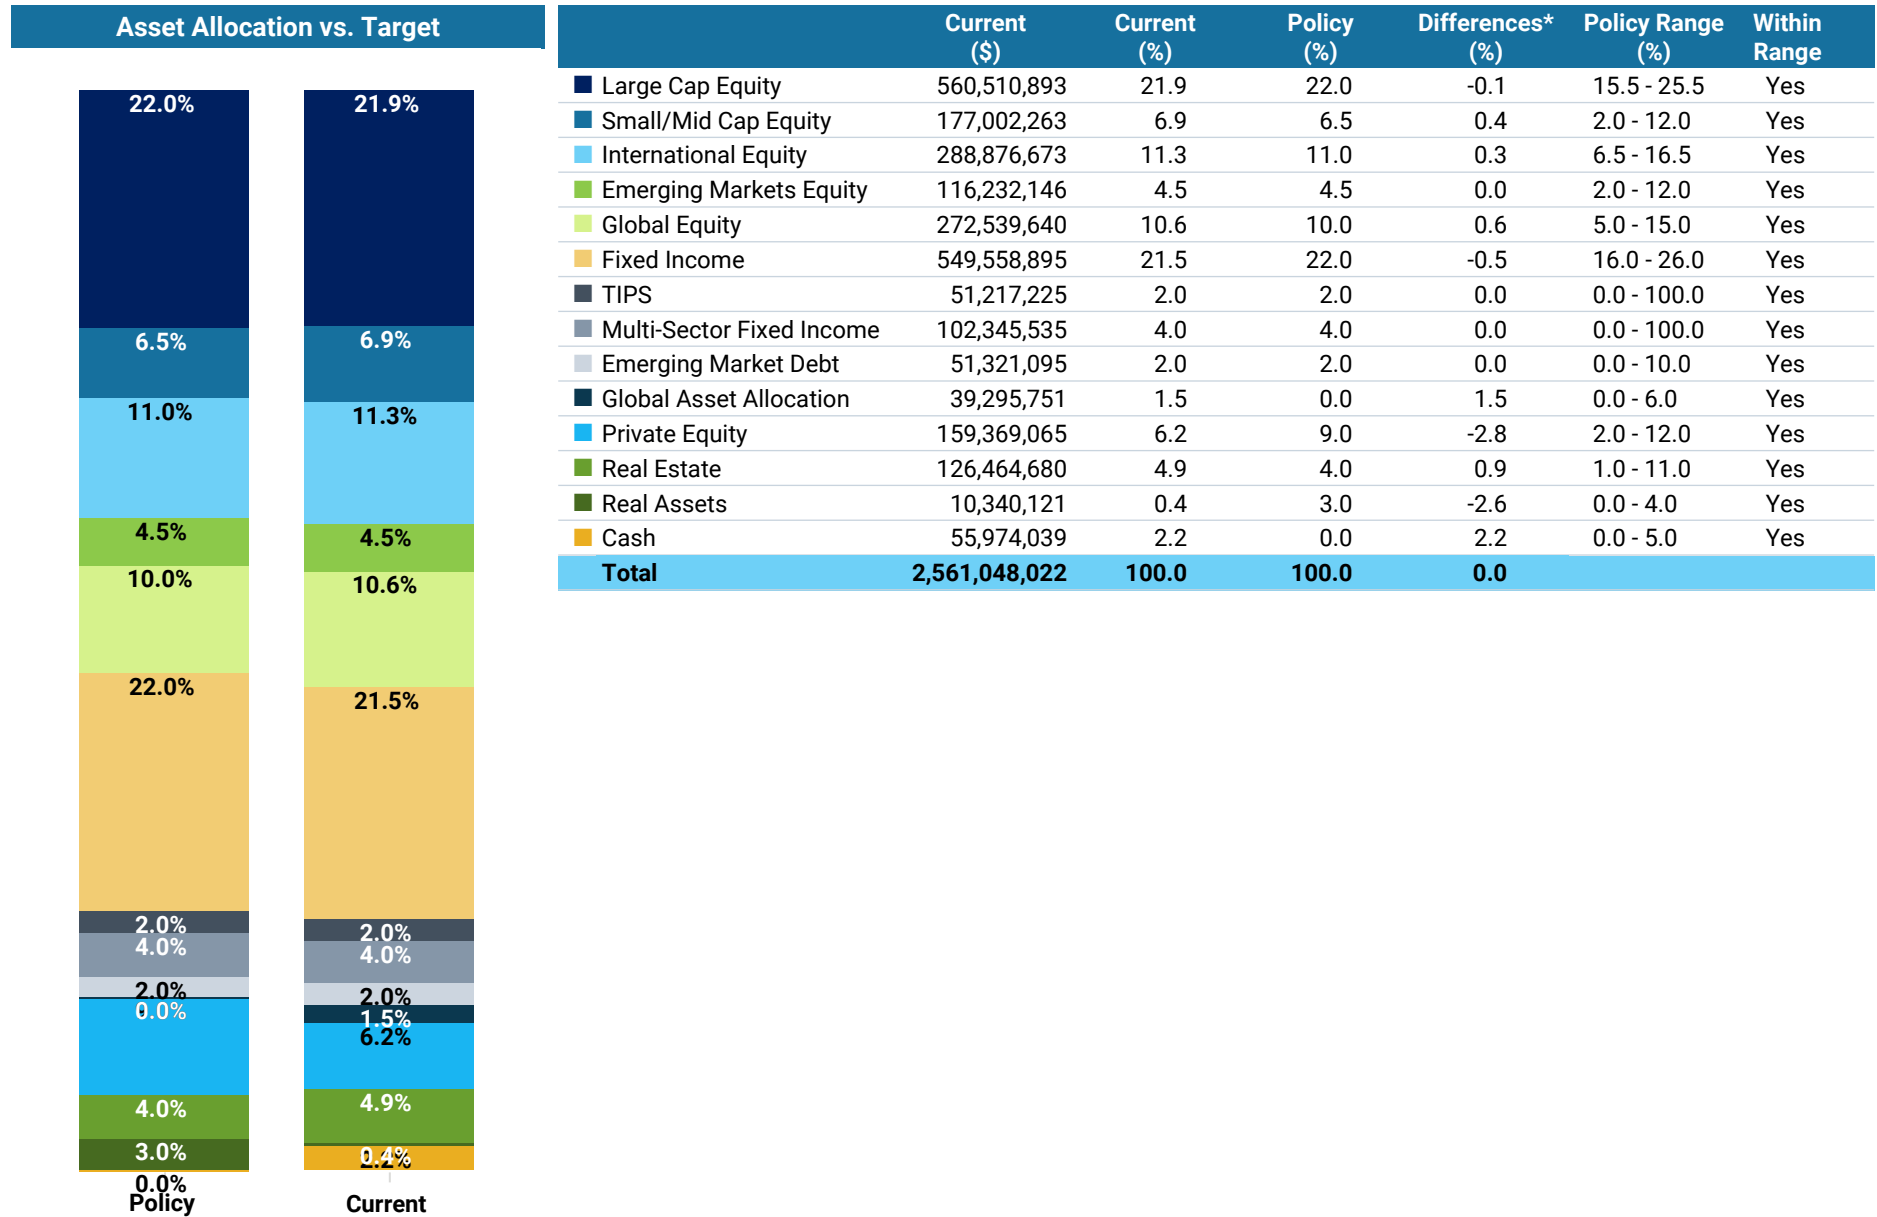 Asset Allocation vs. Target
22.0%
6.5%
11.0%
4.5%
10.0%
22.0%
2.0%
4.0%
2.0%
0.0%
4.0%
3.0%
0.0%
Policy
21.9%
6.9%
11.3%
4.5%
10.6%
21.5%
2.0%
4.0%
2.0%
1.5%
6.2%
4.9%
0.4%
2.2%
Current
Current Current Policy Differences* Policy Range Within
($) (%) (%) (%) (%) Range
Large Cap Equity 560,510,893 21.9 22.0 -0.1 15.5 - 25.5 Yes
Small/Mid Cap Equity 177,002,263 6.9 6.5 0.4 2.0 - 12.0 Yes
International Equity 288,876,673 11.3 11.0 0.3 6.5 - 16.5 Yes
Emerging Markets Equity 116,232,146 4.5 4.5 0.0 2.0 - 12.0 Yes
Global Equity 272,539,640 10.6 10.0 0.6 5.0 - 15.0 Yes
Fixed Income 549,558,895 21.5 22.0 -0.5 16.0 - 26.0 Yes
TIPS 51,217,225 2.0 2.0 0.0 0.0 - 100.0 Yes
Multi-Sector Fixed Income 102,345,535 4.0 4.0 0.0 0.0 - 100.0 Yes
Emerging Market Debt 51,321,095 2.0 2.0 0.0 0.0 - 10.0 Yes
Global Asset Allocation 39,295,751 1.5 0.0 1.5 0.0 - 6.0 Yes
Private Equity 159,369,065 6.2 9.0 -2.8 2.0 - 12.0 Yes
Real Estate 126,464,680 4.9 4.0 0.9 1.0 - 11.0 Yes
Real Assets 10,340,121 0.4 3.0 -2.6 0.0 - 4.0 Yes
Cash 55,974,039 2.2 0.0 2.2 0.0 - 5.0 Yes
Total 2,561,048,022 100.0 100.0 0.0